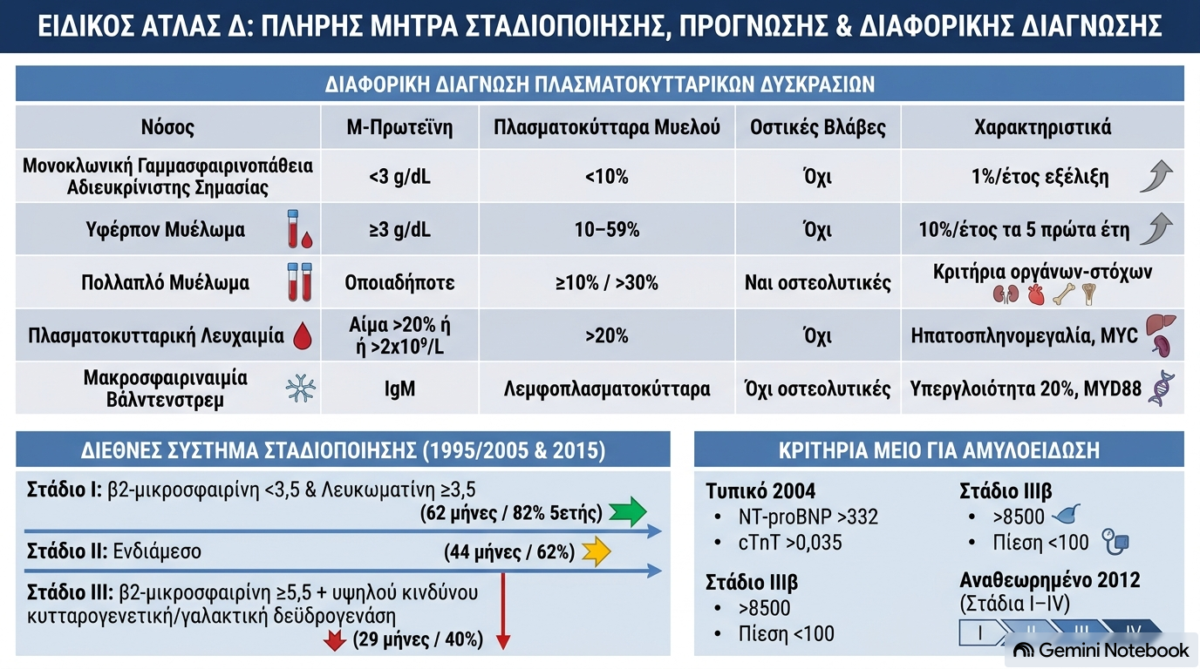 ΕΙΔΙΚΟΣ ΑΤΛΑΣ Δ: ΠΛΗΡΗΣ ΜΗΤΡΑ ΣΤΑΔΙΟΠΟΙΗΣΗΣ, ΠΡΟΓΝΩΣΗΣ & ΔΙΑΦΟΡΙΚΗΣ ΔΙΑΓΝΩΣΗΣ
ΔΙΑΦΟΡΙΚΗ ΔΙΑΓΝΩΣΗ ΠΛΑΣΜΑΤΟΚΥΤΤΑΡΙΚΩΝ ΔΥΣΚΡΑΣΙΩΝ
Νόσος Μ-Πρωτεϊνη Πλασματοκύτταρα Μυελού Οστικές Βλάβες Χαρακτηριστικά
Μονοκλωνική Γαμμασφαιρινοπάθεια
Αδιευκρίνιστης Σημασίας
<3 g/dL <10% Όχι 1%/έτος εξέλιξη
Υφέρπον Μυέλωμα ≥3 g/dL 10–59% Όχι 10%/έτος τα 5 πρώτα έτη
Πολλαπλό Μυέλωμα Οποιαδήποτε ≥10% / >30% Ναι οστεολυτικές Κριτήρια οργάνων-στόχων
Πλασματοκυτταρική Λευχαιμία
Αίμα >20% ή
ή >2x10⁹/L
>20% Όχι Ηπατοσπληνομεγαλία, MYC
Μακροσφαιριναιμία
Βάλντενστρεμ
IgM Λεμφοπλασματοκύτταρα Όχι οστεολυτικές Υπεργλοιότητα 20%, MYD88
ΔΙΕΘΝΕΣ ΣΥΣΤΗΜΑ ΣΤΑΔΙΟΠΟΙΗΣΗΣ (1995/2005 & 2015)
Στάδιο Ι: β2-μικροσφαιρίνη <3,5 & Λευκωματίνη ≥3,5
(62 μήνες / 82% 5ετής)
Στάδιο ΙΙ: Ενδιάμεσο (44 μήνες / 62%)
Στάδιο ΙΙΙ: β2-μικροσφαιρίνη ≥5,5 + υψηλού κινδύνου
κυτταρογενετική/γαλακτική δεϋδρογενάση
(29 μήνες / 40%)
ΚΡΙΤΗΡΙΑ ΜΕΙΟ ΓΙΑ ΑΜΥΛΟΕΙΔΩΣΗ
Τυπικό 2004
• NT-proBNP >332
• cTnT >0,035
Στάδιο ΙΙΙβ
• >8500
• Πίεση <100
Στάδιο ΙΙΙβ
• >8500
• Πίεση <100
Αναθεωρημένο 2012
(Στάδια I–IV)
I II III IV
Gemini Notebook